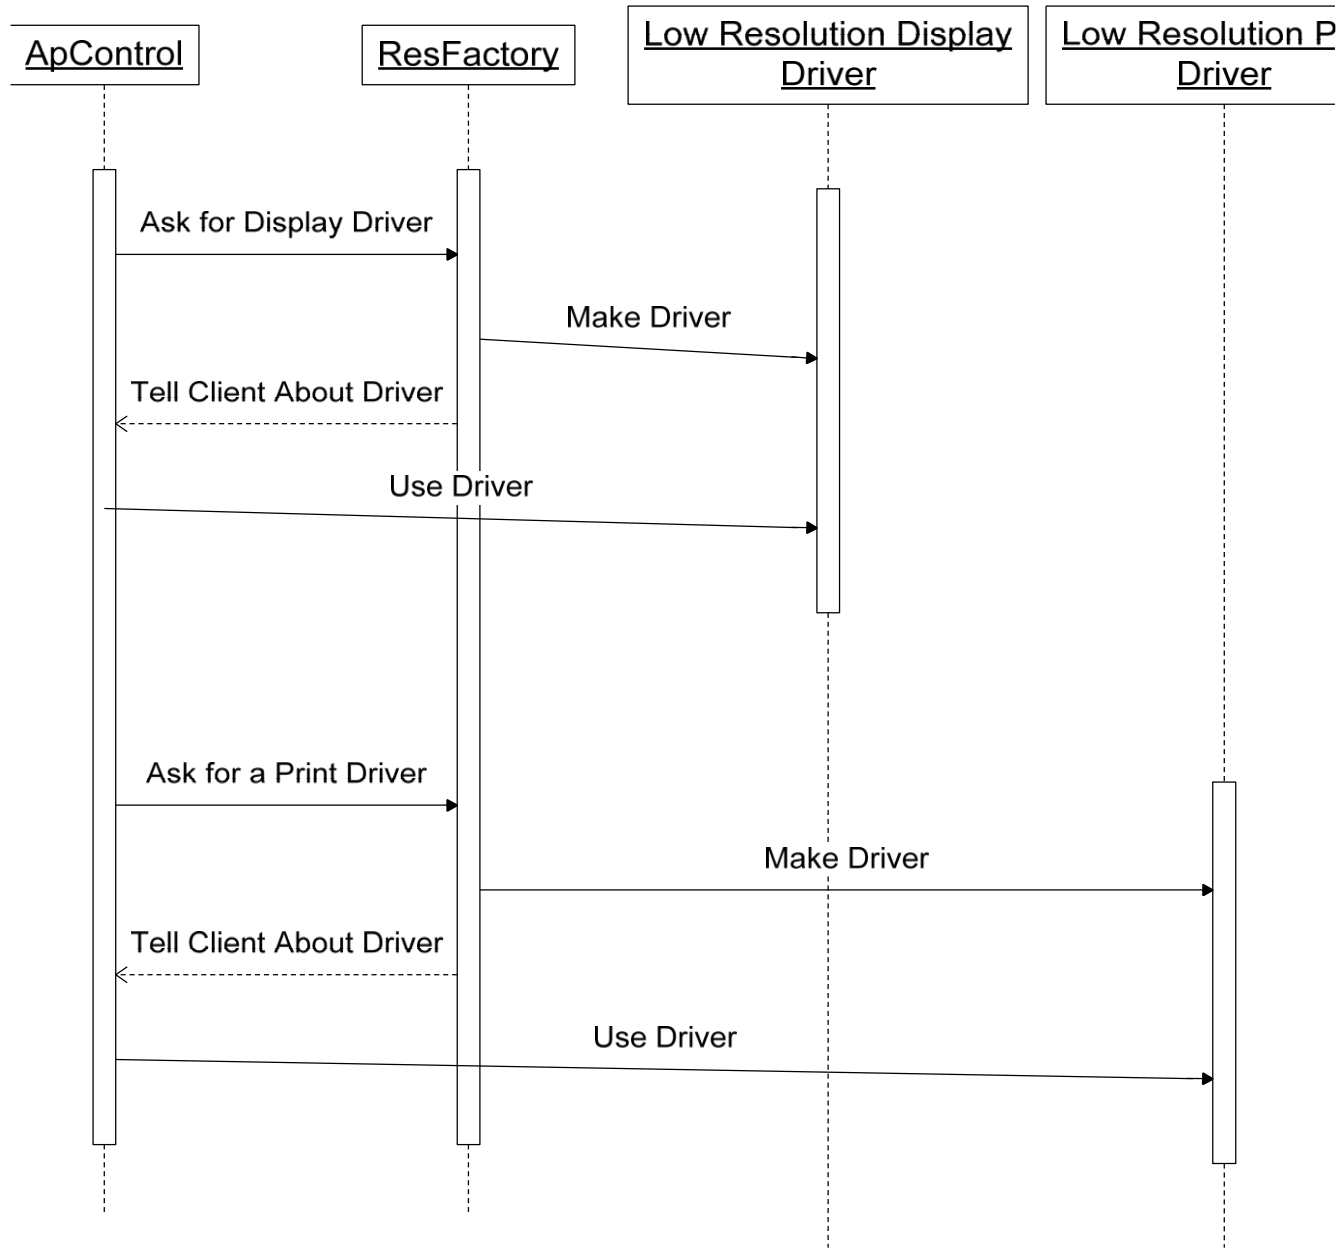 ApControl
ResFactory
Low Resolution Display
Driver
Low Resolution P
Driver
Ask for Display Driver
Make Driver
Tell Client About Driver
Use Driver
Ask for a Print Driver
Make Driver
Tell Client About Driver
Use Driver